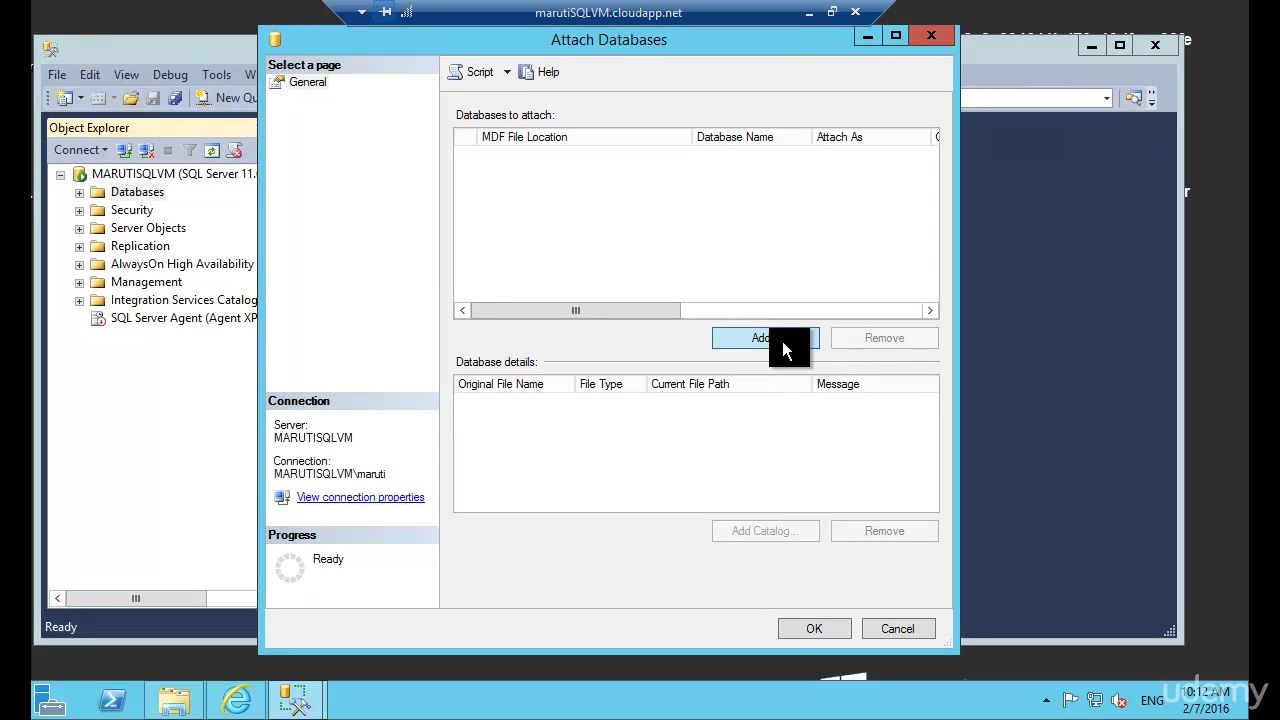 marutiSQLVM.cloudapp.net
Attach Databases
File Edit View Debug Tools
New Qu
Object Explorer
Connect
MARUTISQLVM (SQL Server 11.0
Databases
Security
Server Objects
Replication
AlwaysOn High Availability
Management
Integration Services Catalog
SQL Server Agent (Agent XP
Ready
Select a page
General
Connection
Server:
MARUTISQLVM
Connection:
MARUTISQLVM\maruti
View connection properties
Progress
Ready
Script Help
Databases to attach:
MDF File Location Database Name Attach As
Add
Remove
Database details:
Original File Name File Type Current File Path Message
Add Catalog...
Remove
OK
Cancel
ENG
10:12 AM
2/7/2016
udemy